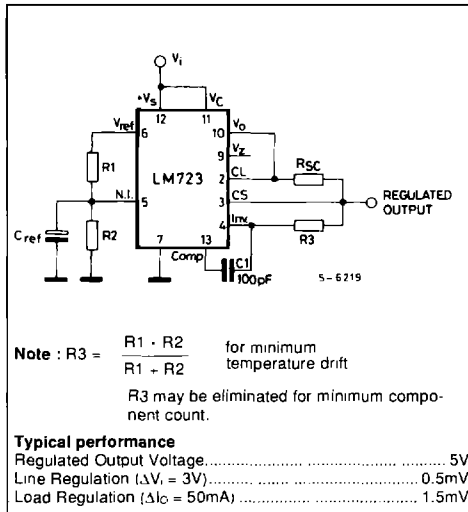 Vi
+Vs VC
12 11
Vref 6
10 Vo
R1
LM723
9 Vz
RSC
2 CL
N.I. 5
3 CS
REGULATED
OUTPUT
4 Inv.
Cref
R2
R3
7
13
Comp
C1
100pF
S-6219
Note : R3 = R1 · R2 for minimum
R1 + R2 temperature drift
R3 may be eliminated for minimum compo-
nent count.
Typical performance
Regulated Output Voltage.......................... 5V
Line Regulation (ΔVi = 3V).......................... 0.5mV
Load Regulation (ΔIO = 50mA).......................... 1.5mV